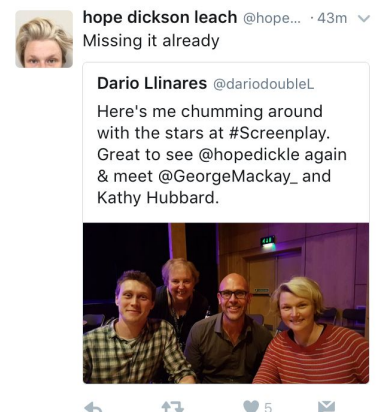 hope dickson leach @hope... · 43m
Missing it already
Dario Llinares @dariodoubleL
Here's me chumming around
with the stars at #Screenplay.
Great to see @hopedickle again
& meet @GeorgeMackay_ and
Kathy Hubbard.
5